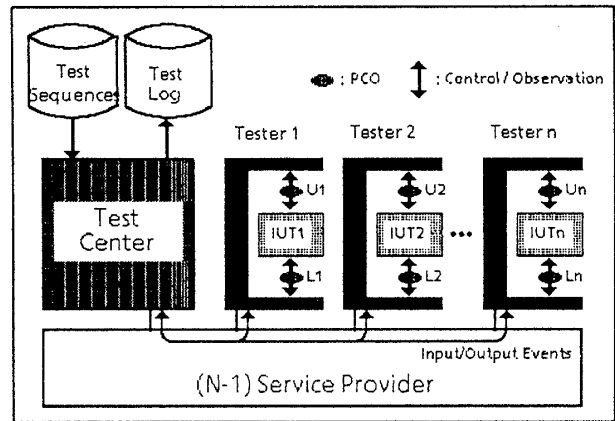 Test
Sequences
Test
Log
: PCO
: Control / Observation
Tester 1
Tester 2
Tester n
Test
Center
U1
U2
Un
IUT1
IUT2
•••
IUTn
L1
L2
Ln
Input/Output Events
(N-1) Service Provider